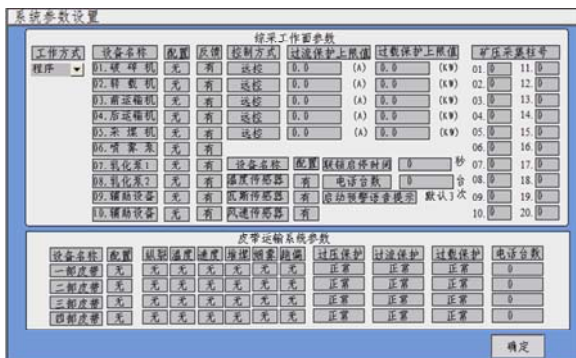 系统参数设置
综采工作面参数
工作方式 设备名称 配置 反馈 控制方式 过流保护上限值 过载保护上限值 矿压采集柱号
程序 01.破碎机 无 有 远控 0.0 (A) 0.0 (KW) 01. 0 11. 0
02.转载机 无 有 远控 0.0 (A) 0.0 (KW) 02. 0 12. 0
03.前运输机 无 有 远控 0.0 (A) 0.0 (KW) 03. 0 13. 0
04.后运输机 无 有 远控 0.0 (A) 0.0 (KW) 04. 0 14. 0
05.采煤机 无 有 远控 0.0 (A) 0.0 (KW) 05. 0 15. 0
06.喷雾泵 无 有 06. 0 16. 0
07.乳化泵1 无 有 设备名称 配置 联锁启停时间 0 秒 07. 0 17. 0
08.乳化泵2 无 有 温度传感器 有 电话台数 0 台 08. 0 18. 0
09.辅助设备 无 有 瓦斯传感器 有 启动预警语音提示 默认3次 09. 0 19. 0
10.辅助设备 无 有 风速传感器 有 10. 0 20. 0
皮带运输系统参数
设备名称 配置 纵裂 温度 速度 堆煤 烟雾 跑偏 过压保护 过流保护 过载保护 电话台数
一部皮带 无 无 无 无 无 无 无 正常 正常 正常 0
二部皮带 无 无 无 无 无 无 无 正常 正常 正常 0
三部皮带 无 无 无 无 无 无 无 正常 正常 正常 0
四部皮带 无 无 无 无 无 无 无 正常 正常 正常 0
确定